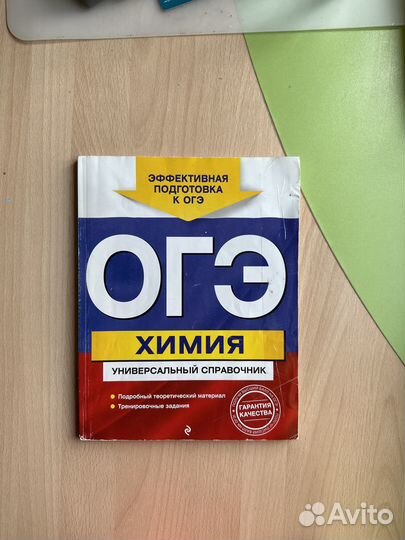 ЭФФЕКТИВНАЯ
ПОДГОТОВКА
К ОГЭ
ОГЭ
ХИМИЯ
УНИВЕРСАЛЬНЫЙ СПРАВОЧНИК
Подробный теоретический материал
Тренировочные задания
ГАРАНТИЯ
КАЧЕСТВА
Avito